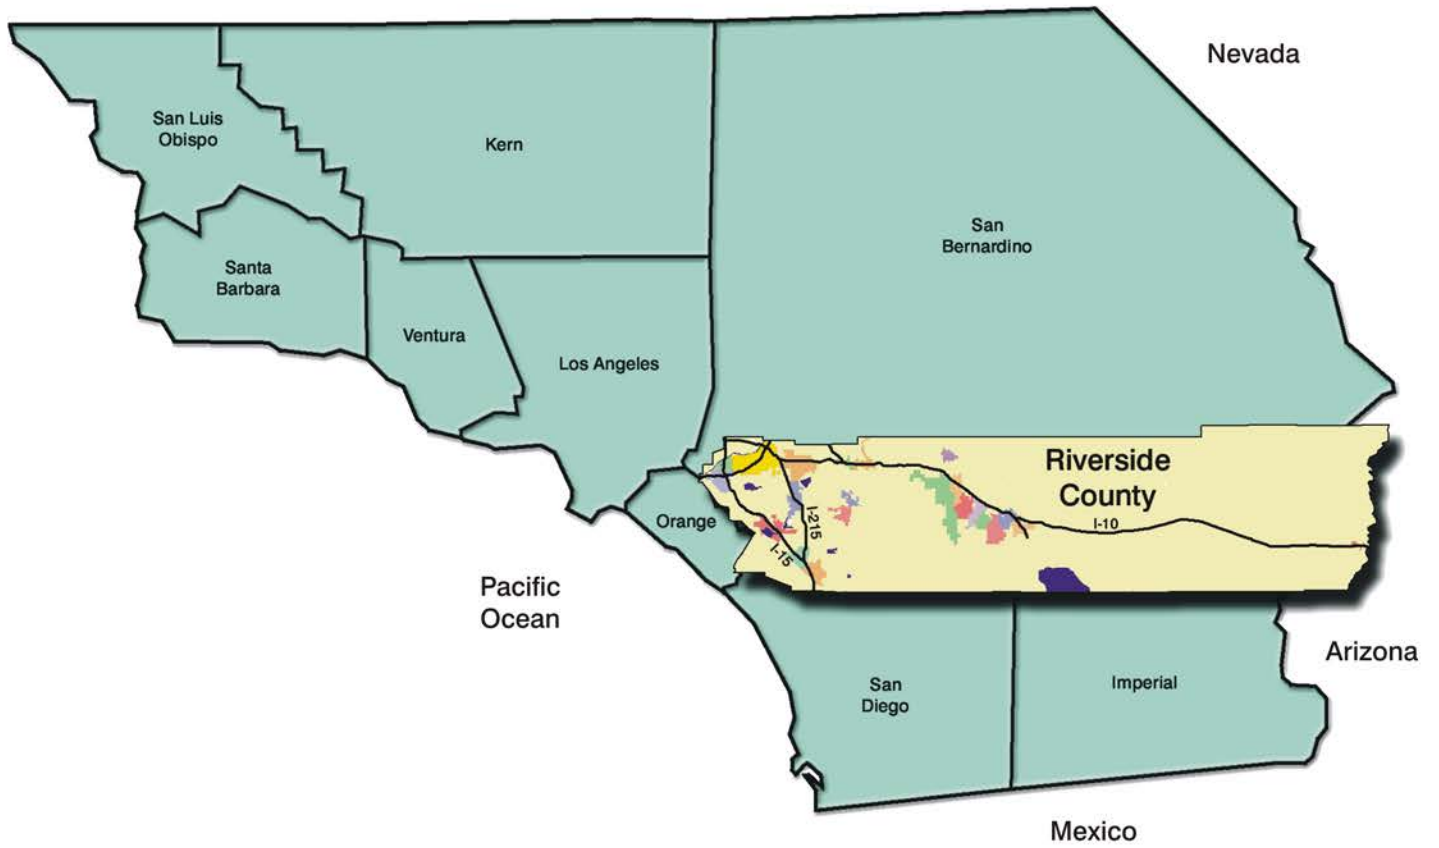 Nevada
San Luis
Obispo
Kern
San
Bernardino
Santa
Barbara
Ventura
Los Angeles
Riverside
County
Orange
I-215
I-10
I-15
Pacific
Ocean
Arizona
San
Diego
Imperial
Mexico